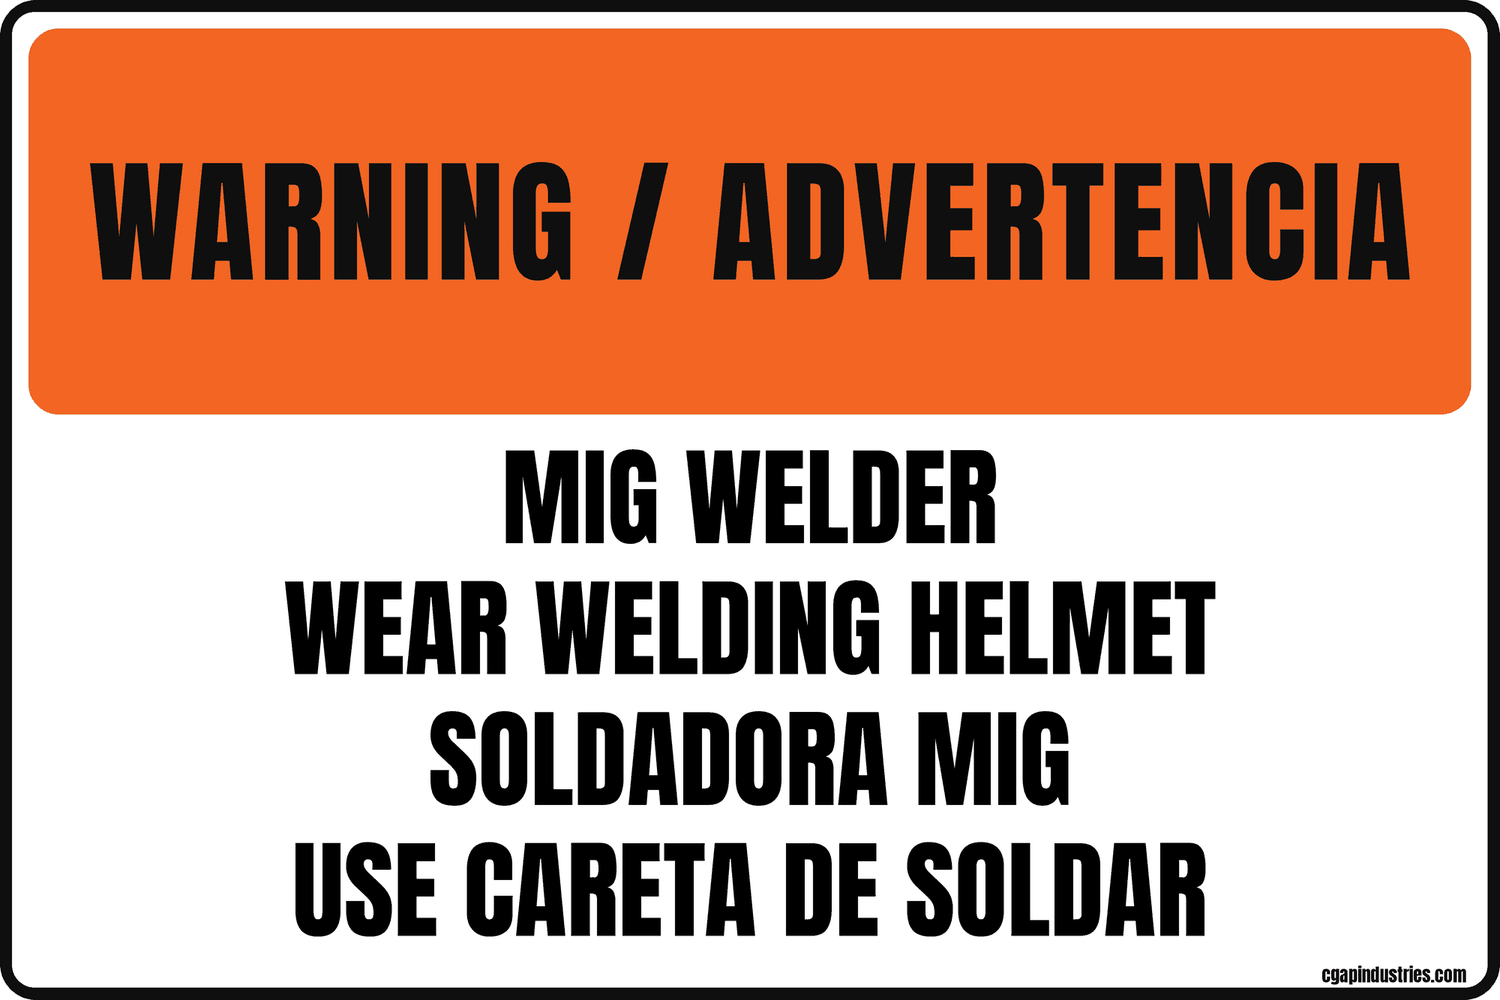 WARNING / ADVERTENCIA
MIG WELDER
WEAR WELDING HELMET
SOLDADORA MIG
USE CARETA DE SOLDAR
cgapindustries.com